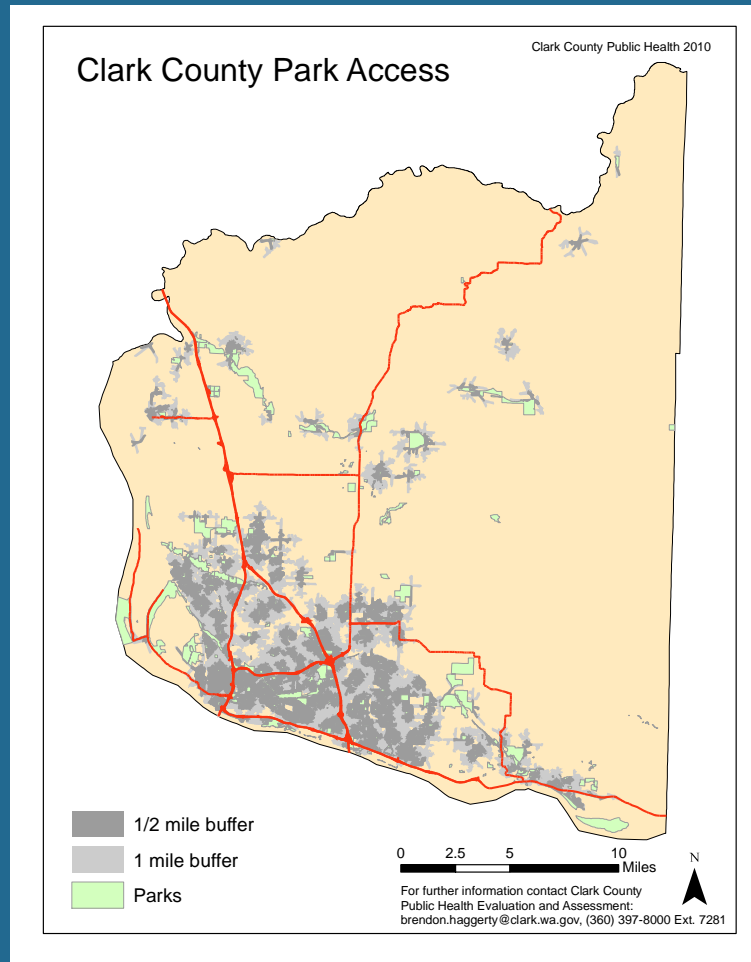 Clark County Public Health 2010
Clark County Park Access
1/2 mile buffer
1 mile buffer
Parks
0 2.5 5 10
Miles
N
For further information contact Clark County
Public Health Evaluation and Assessment:
brendon.haggerty@clark.wa.gov, (360) 397-8000 Ext. 7281